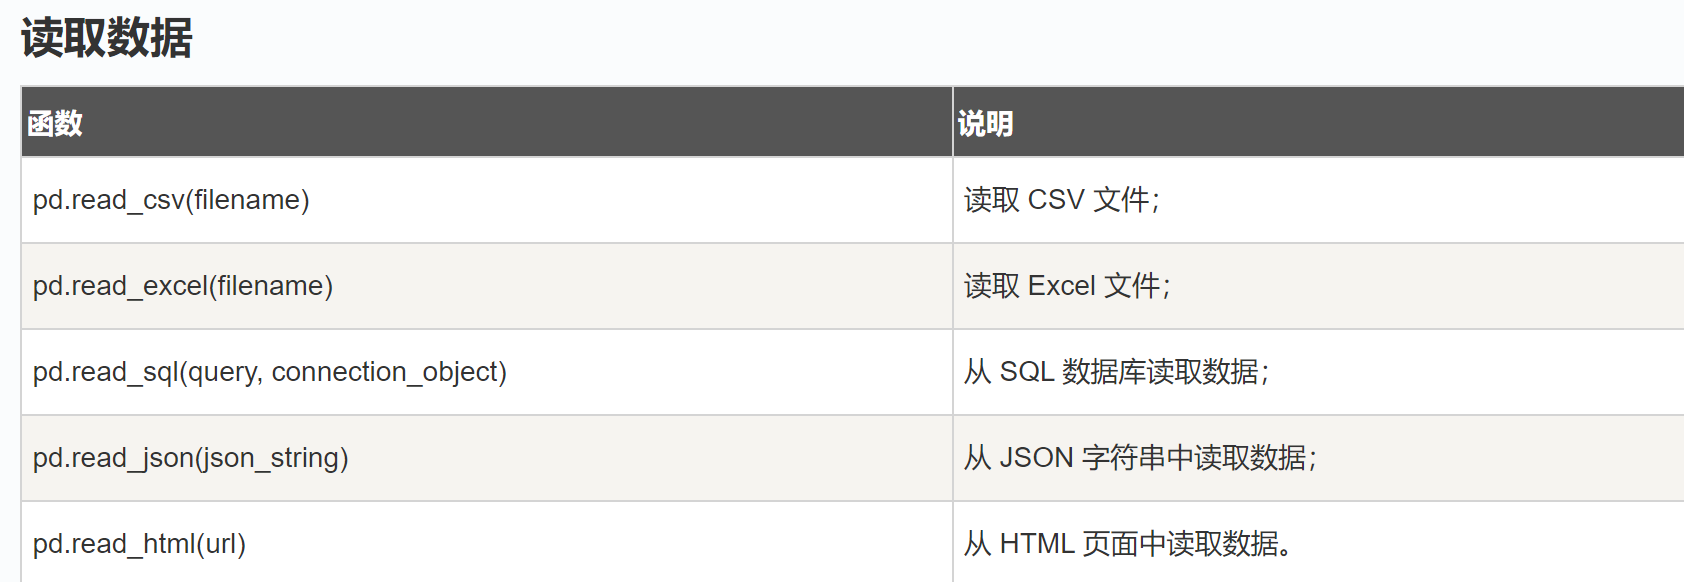 读取数据
函数 说明
pd.read_csv(filename) 读取 CSV 文件；
pd.read_excel(filename) 读取 Excel 文件；
pd.read_sql(query, connection_object) 从 SQL 数据库读取数据；
pd.read_json(json_string) 从 JSON 字符串中读取数据；
pd.read_html(url) 从 HTML 页面中读取数据。